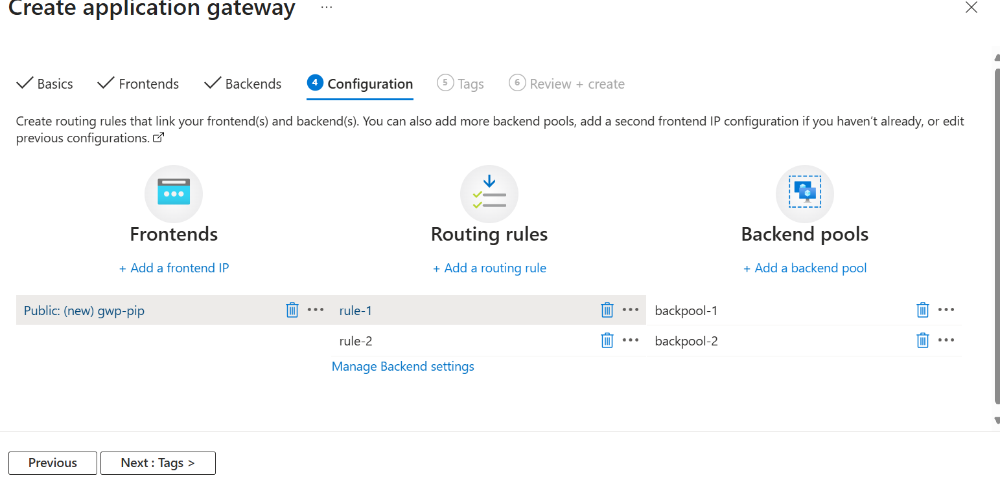 Create application gateway ...
Basics
Frontends
Backends
4 Configuration
5 Tags
6 Review + create
Create routing rules that link your frontend(s) and backend(s). You can also add more backend pools, add a second frontend IP configuration if you haven’t already, or edit
previous configurations.
Frontends
+ Add a frontend IP
Routing rules
+ Add a routing rule
Backend pools
+ Add a backend pool
Public: (new) gwp-pip
rule-1
backpool-1
rule-2
backpool-2
Manage Backend settings
Previous
Next : Tags >